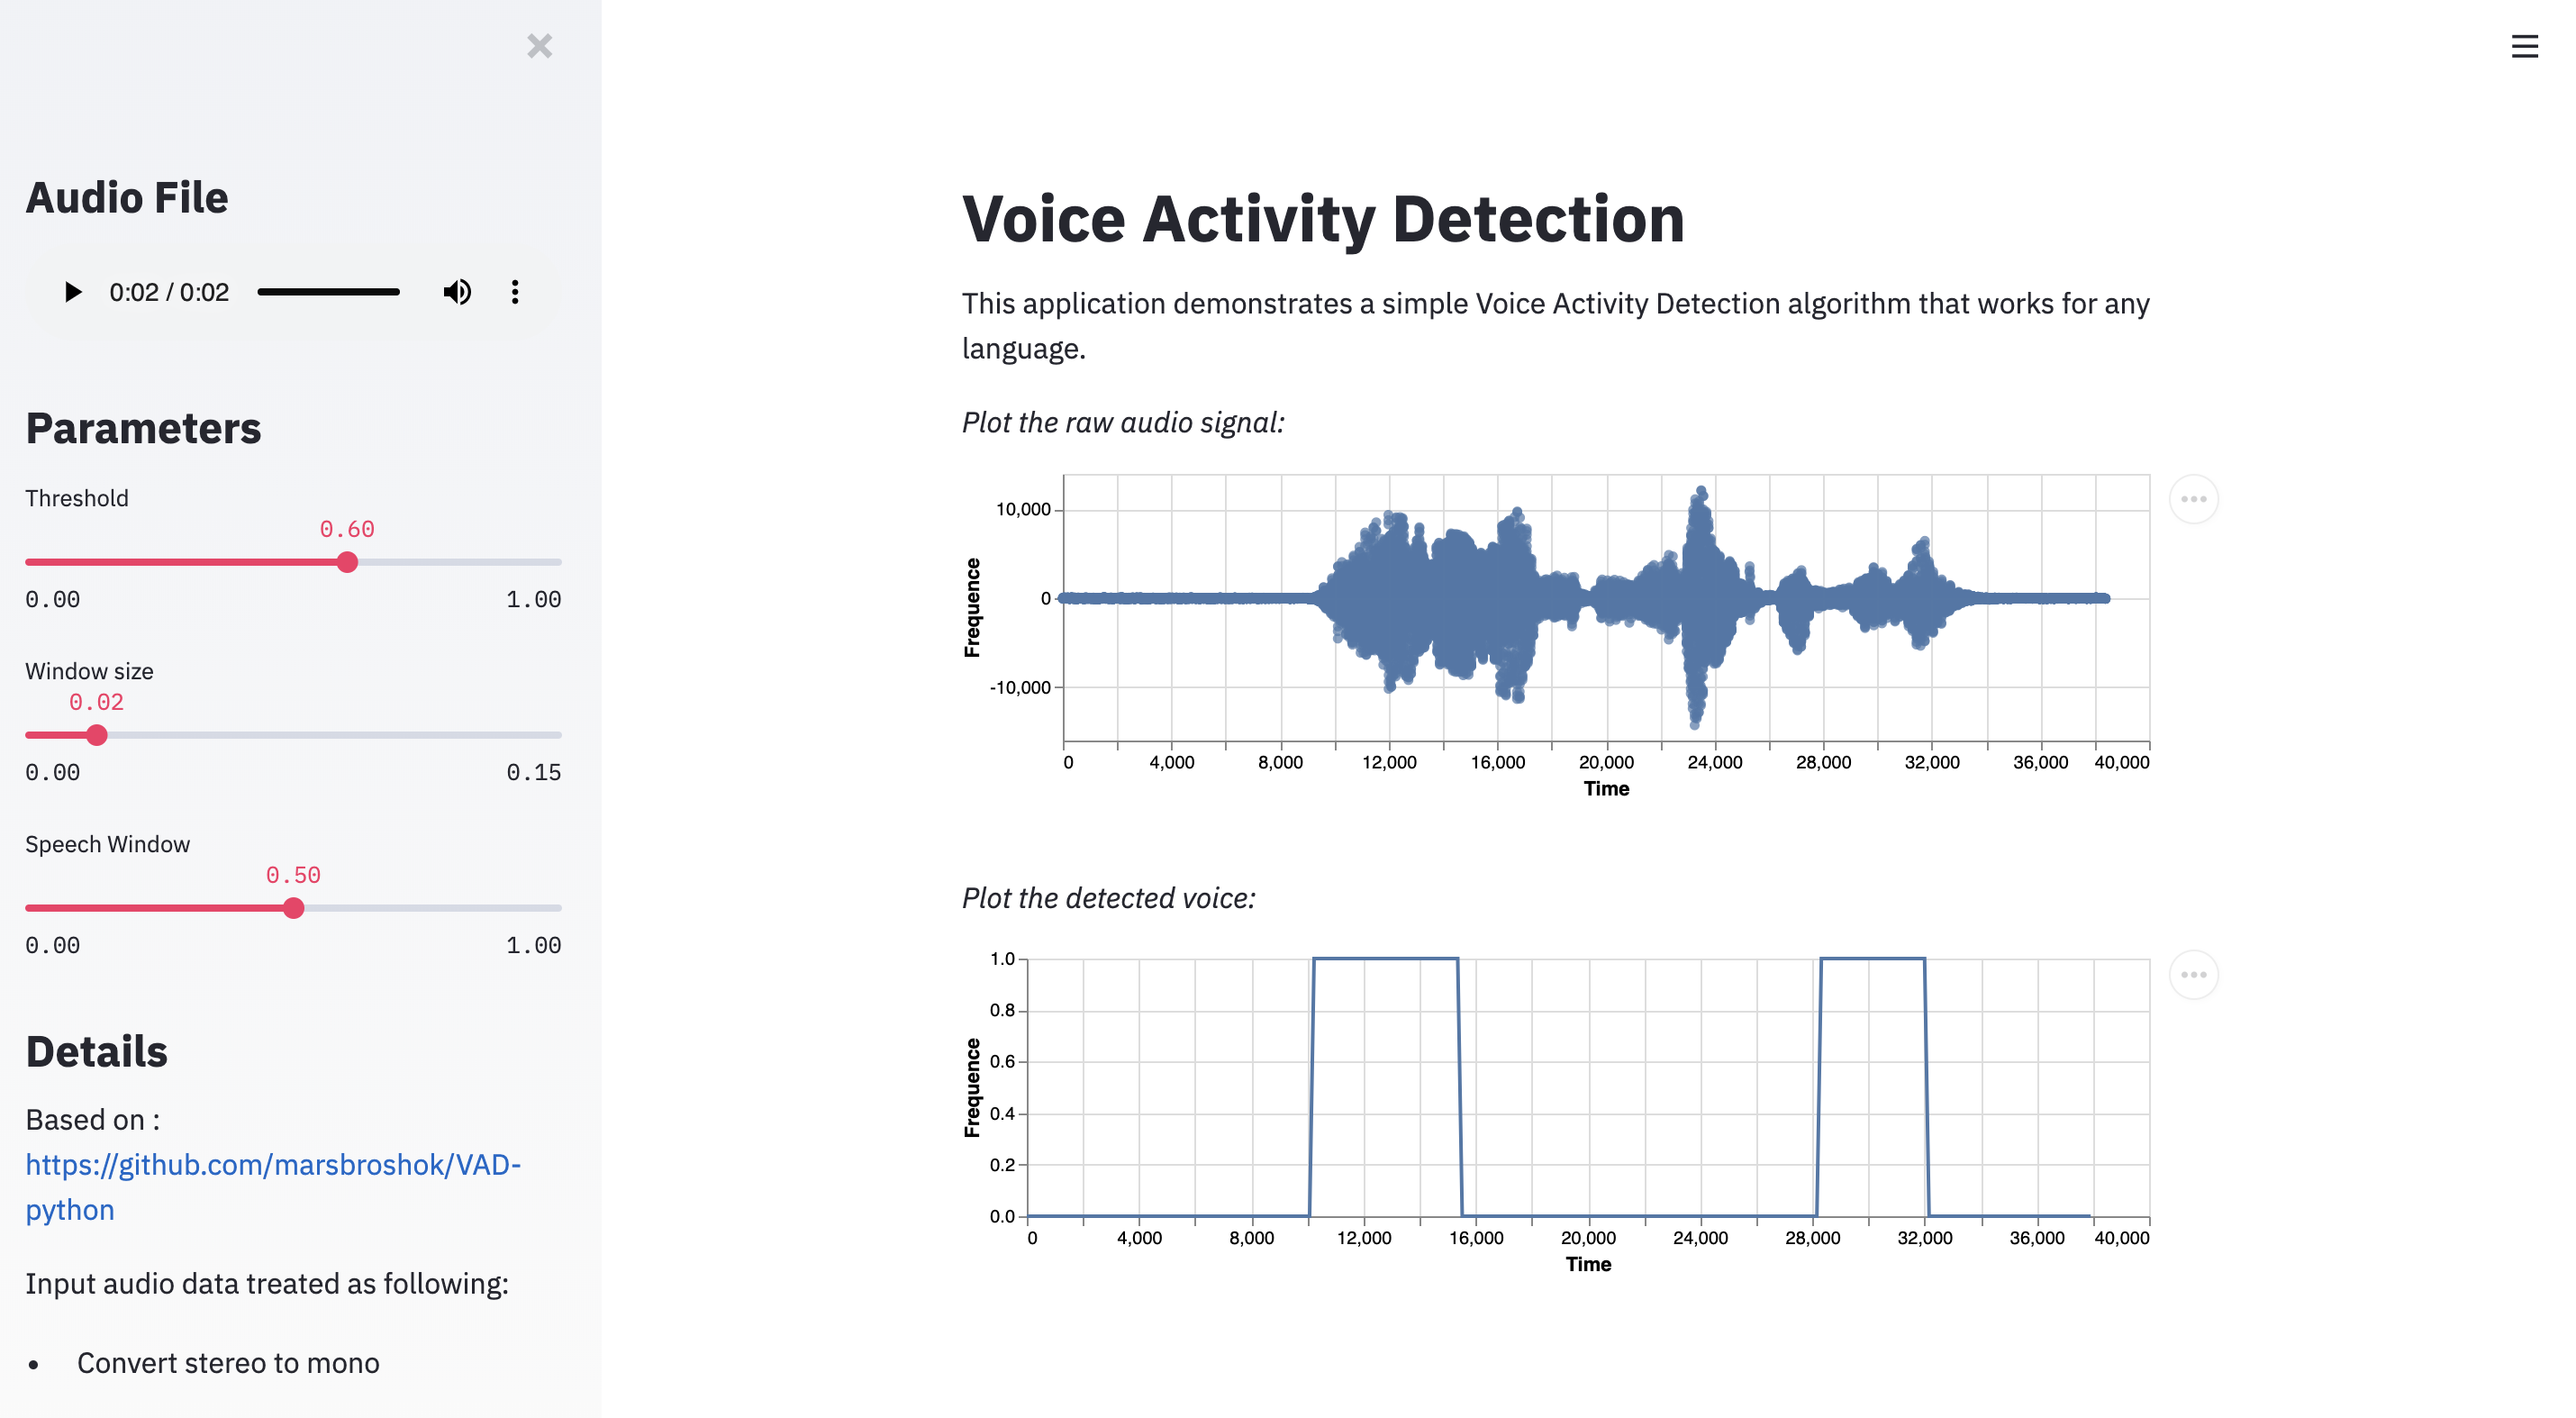 Audio File
0:02 / 0:02
Parameters
Threshold
0.60
0.00 1.00
Window size
0.02
0.00 0.15
Speech Window
0.50
0.00 1.00
Details
Based on :
https://github.com/marsbroshok/VAD-
python
Input audio data treated as following:
• Convert stereo to mono
Voice Activity Detection
This application demonstrates a simple Voice Activity Detection algorithm that works for any
language.
Plot the raw audio signal:
10,000
0
-10,000
Frequence
0 4,000 8,000 12,000 16,000 20,000 24,000 28,000 32,000 36,000 40,000
Time
Plot the detected voice:
1.0
0.8
0.6
0.4
0.2
0.0
Frequence
0 4,000 8,000 12,000 16,000 20,000 24,000 28,000 32,000 36,000 40,000
Time